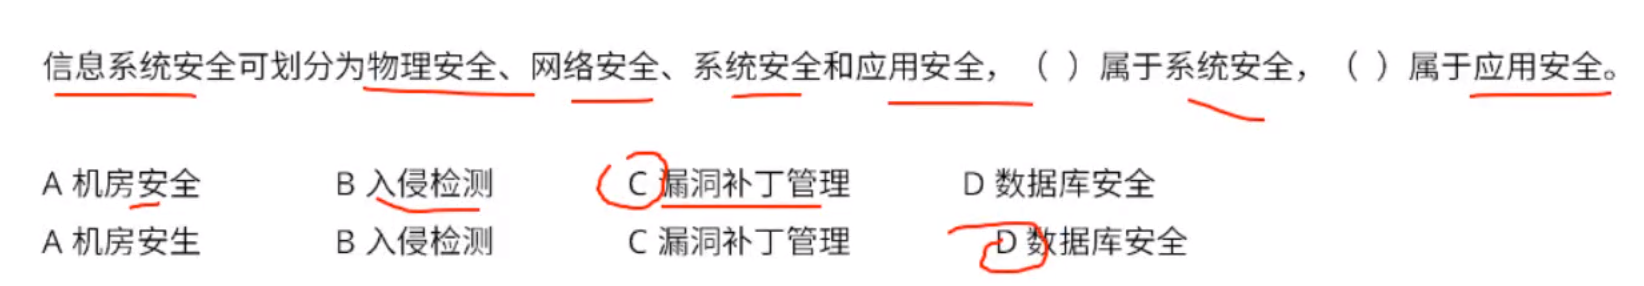 信息系统安全可划分为物理安全、网络安全、系统安全和应用安全，（ ）属于系统安全，（ ）属于应用安全。
A 机房安全 B 入侵检测 C 漏洞补丁管理 D 数据库安全
A 机房安生 B 入侵检测 C 漏洞补丁管理 D 数据库安全